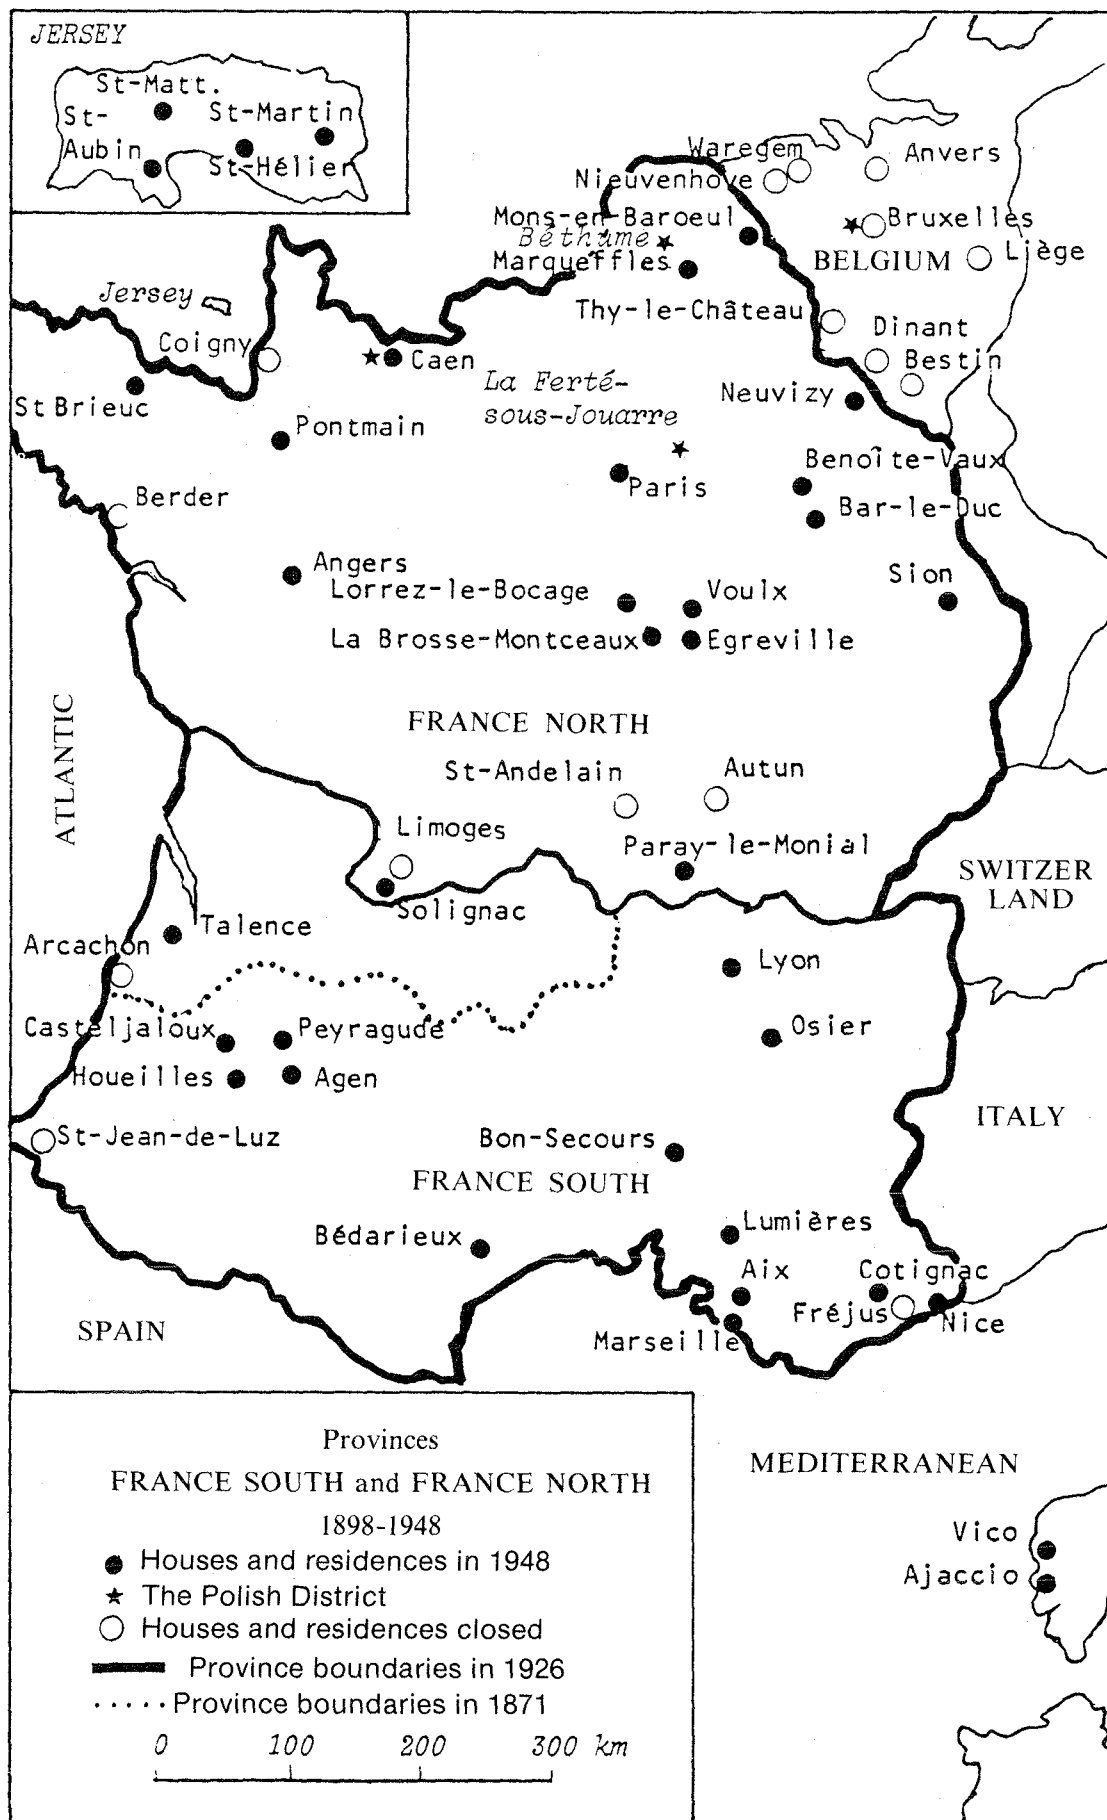 JERSEY
St-Matt.
St-
Aubin
St-Martin
St-Hélier
Waregem
Anvers
Nieuvenhove
Mons-en-Baroeul
Bruxelles
Béthume
Marqueffles
BELGIUM
Liège
Jersey
Thy-le-Château
Dinant
Coigny
Caen
Bestin
La Ferté-
sous-Jouarre
Neuvizy
St Brieuc
Pontmain
Benoîte-Vaux
Paris
Berder
Bar-le-Duc
Angers
Sion
Lorrez-le-Bocage
Voulx
La Brosse-Montceaux
Egreville
ATLANTIC
FRANCE NORTH
St-Andelain
Autun
Limoges
Paray-le-Monial
SWITZER
LAND
Solignac
Talence
Arcachon
Lyon
Casteljaloux
Peyragude
Osier
Houeilles
Agen
ITALY
St-Jean-de-Luz
Bon-Secours
FRANCE SOUTH
Bédarieux
Lumières
Aix
Cotignac
Fréjus
Nice
SPAIN
Marseille
Provinces
FRANCE SOUTH and FRANCE NORTH
1898-1948
Houses and residences in 1948
The Polish District
Houses and residences closed
Province boundaries in 1926
Province boundaries in 1871
0 100 200 300 km
MEDITERRANEAN
Vico
Ajaccio